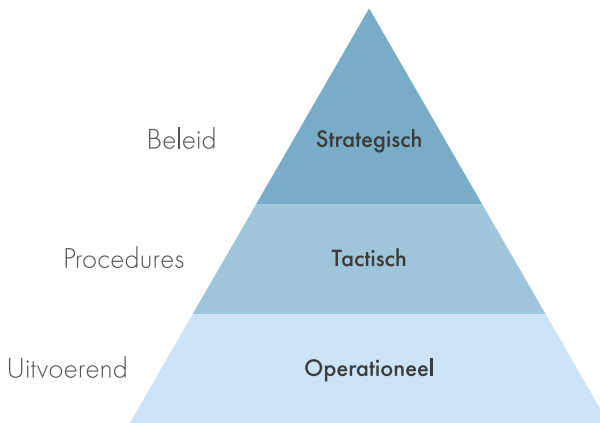 Beleid
Strategisch
Procedures
Tactisch
Uitvoerend
Operationeel